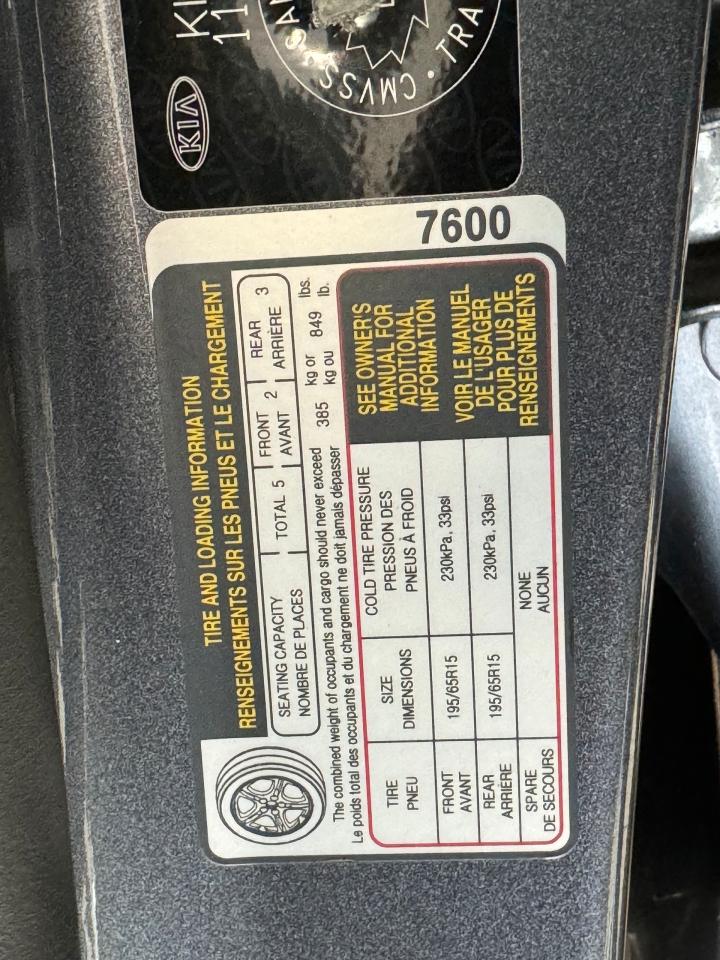 KIA
CMVSS
TRA
7600
TIRE AND LOADING INFORMATION
RENSEIGNEMENTS SUR LES PNEUS ET LE CHARGEMENT
SEATING CAPACITY
NOMBRE DE PLACES
TOTAL 5
FRONT
AVANT
2
REAR
ARRIÈRE
3
The combined weight of occupants and cargo should never exceed 385 kg or 849 lbs.
Le poids total des occupants et du chargement ne doit jamais dépasser kg ou lb.
TIRE
PNEU
SIZE
DIMENSIONS
COLD TIRE PRESSURE
PRESSION DES
PNEUS À FROID
FRONT
AVANT
195/65R15
230kPa, 33psi
REAR
ARRIÈRE
195/65R15
230kPa, 33psi
SPARE
DE SECOURS
NONE
AUCUN
SEE OWNER'S
MANUAL FOR
ADDITIONAL
INFORMATION
VOIR LE MANUEL
DE L'USAGER
POUR PLUS DE
RENSEIGNEMENTS